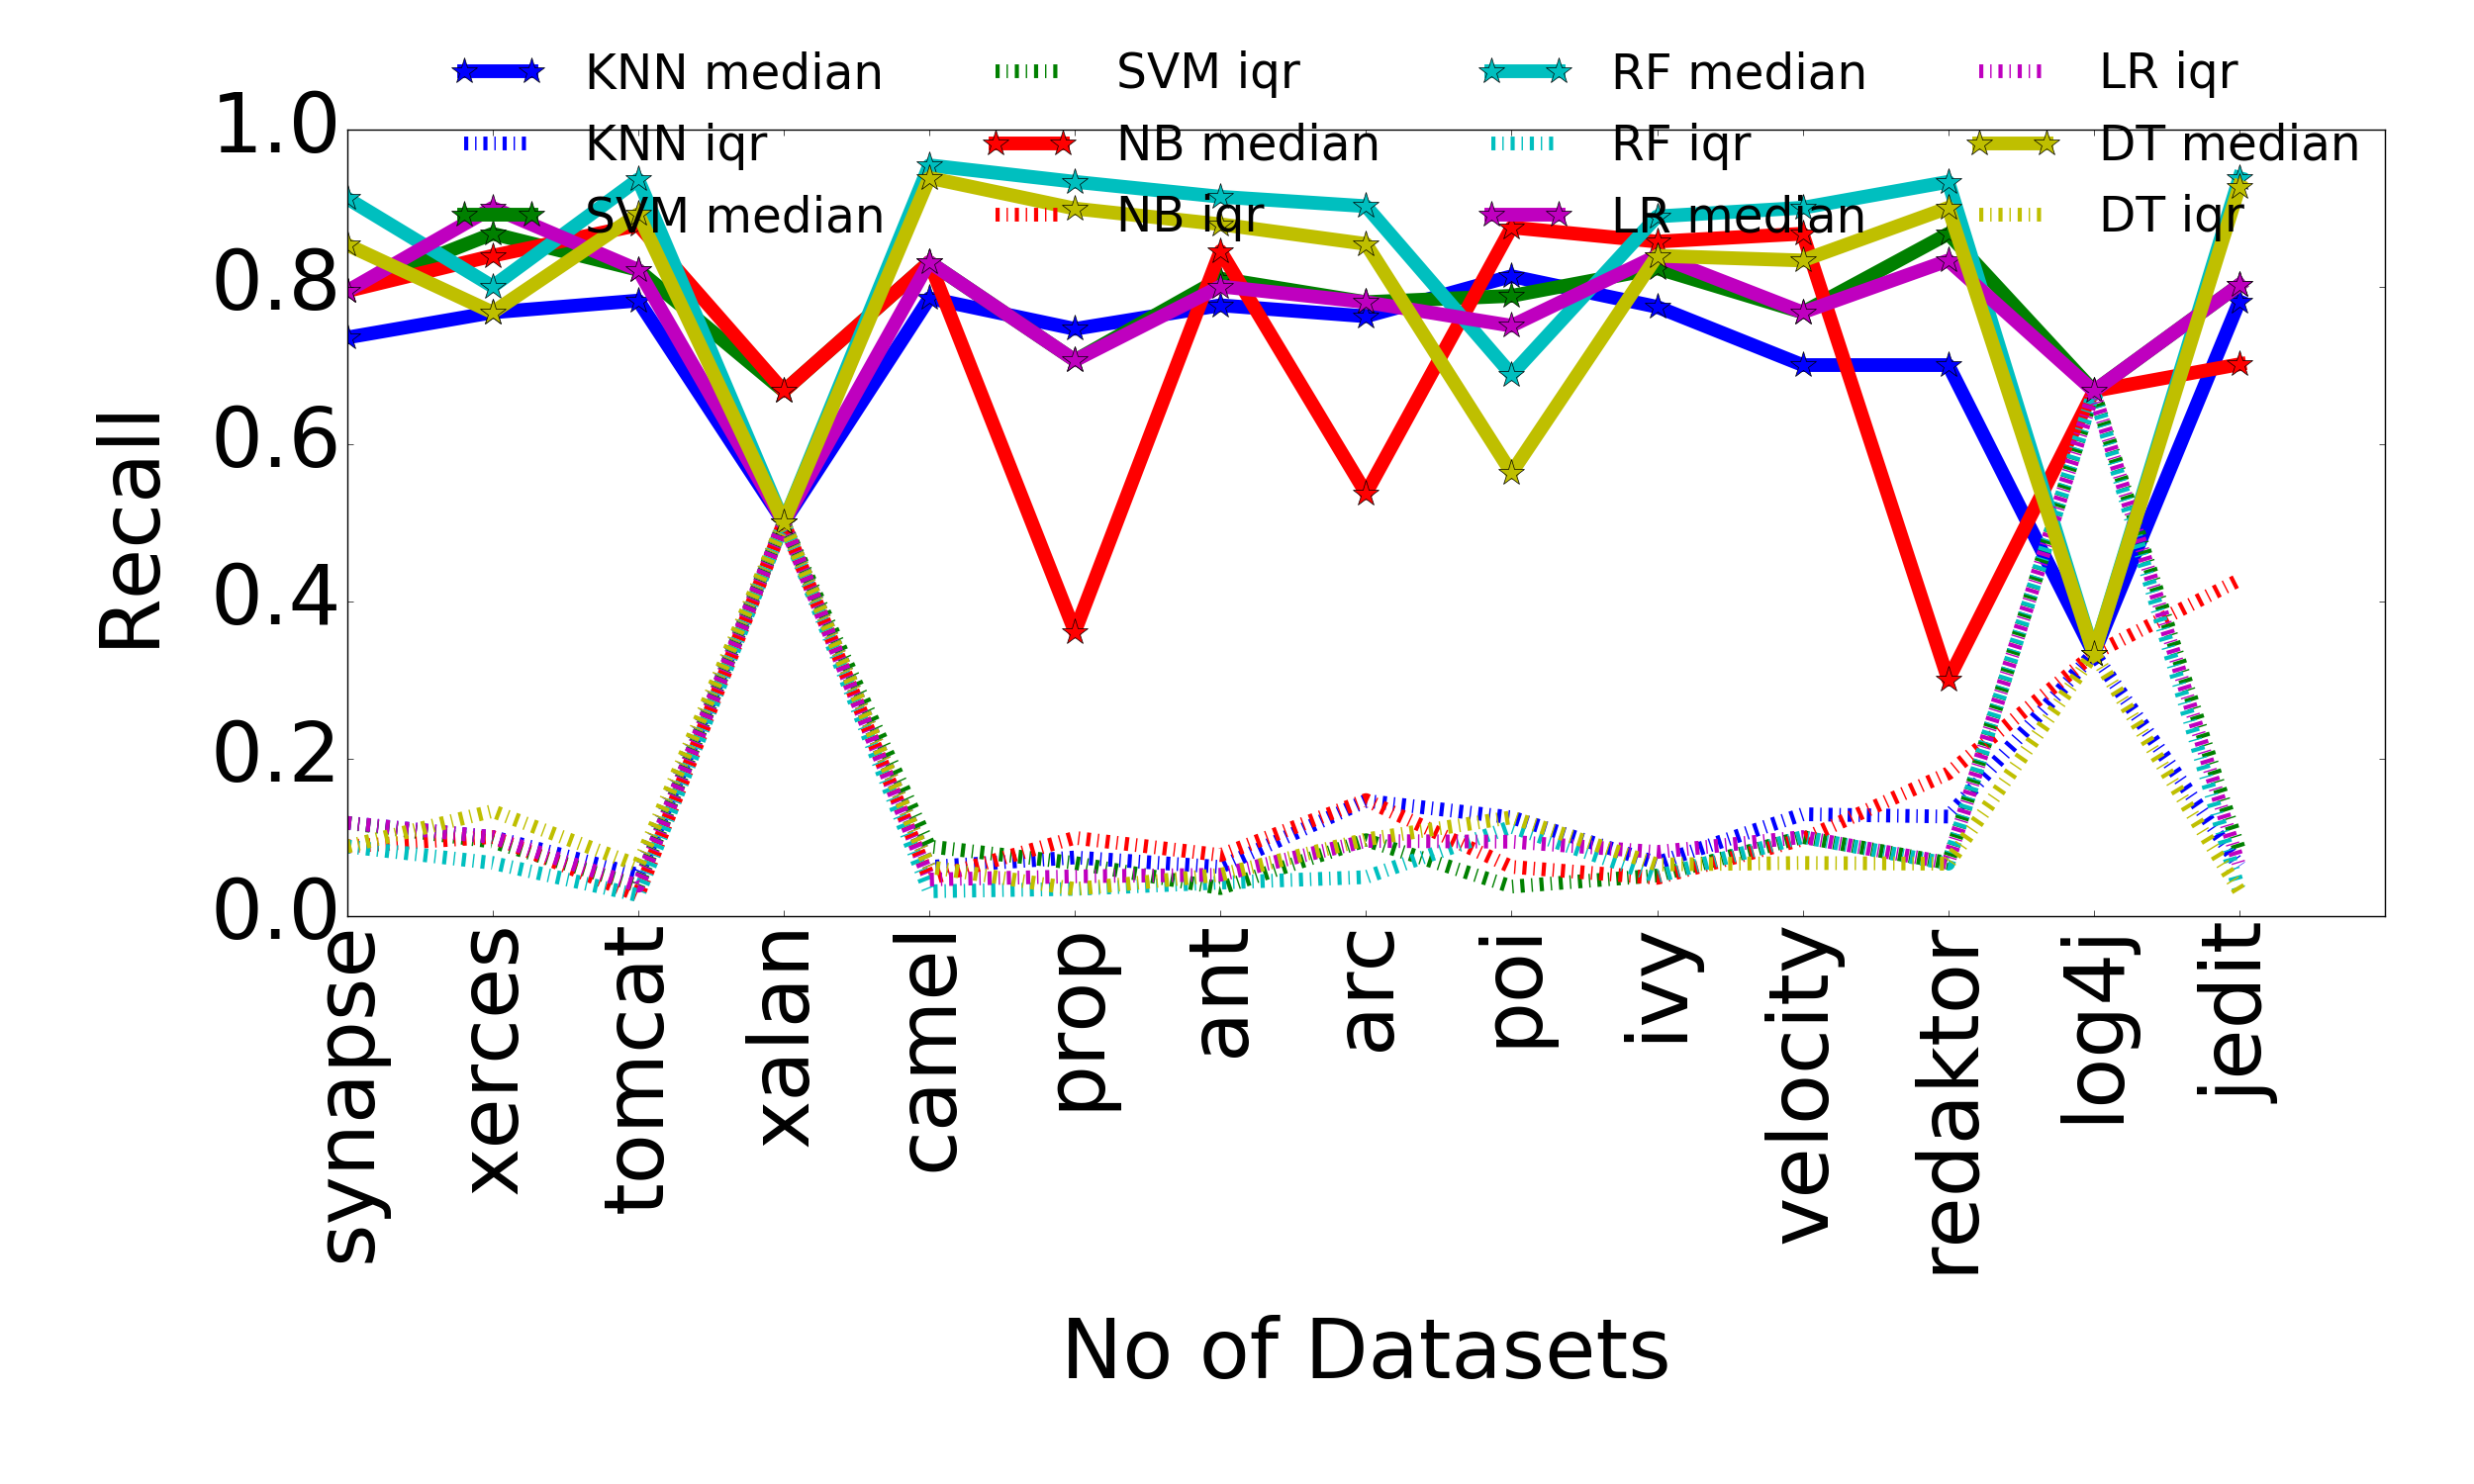 KNN median SVM iqr RF median LR iqr
KNN iqr NB median RF iqr DT median
SVM median NB iqr LR median DT iqr
1.0
0.8
0.6
0.4
0.2
0.0
Recall
synapse
xerces
tomcat
xalan
camel
prop
ant
arc
poi
ivy
velocity
redaktor
log4j
jedit
No of Datasets